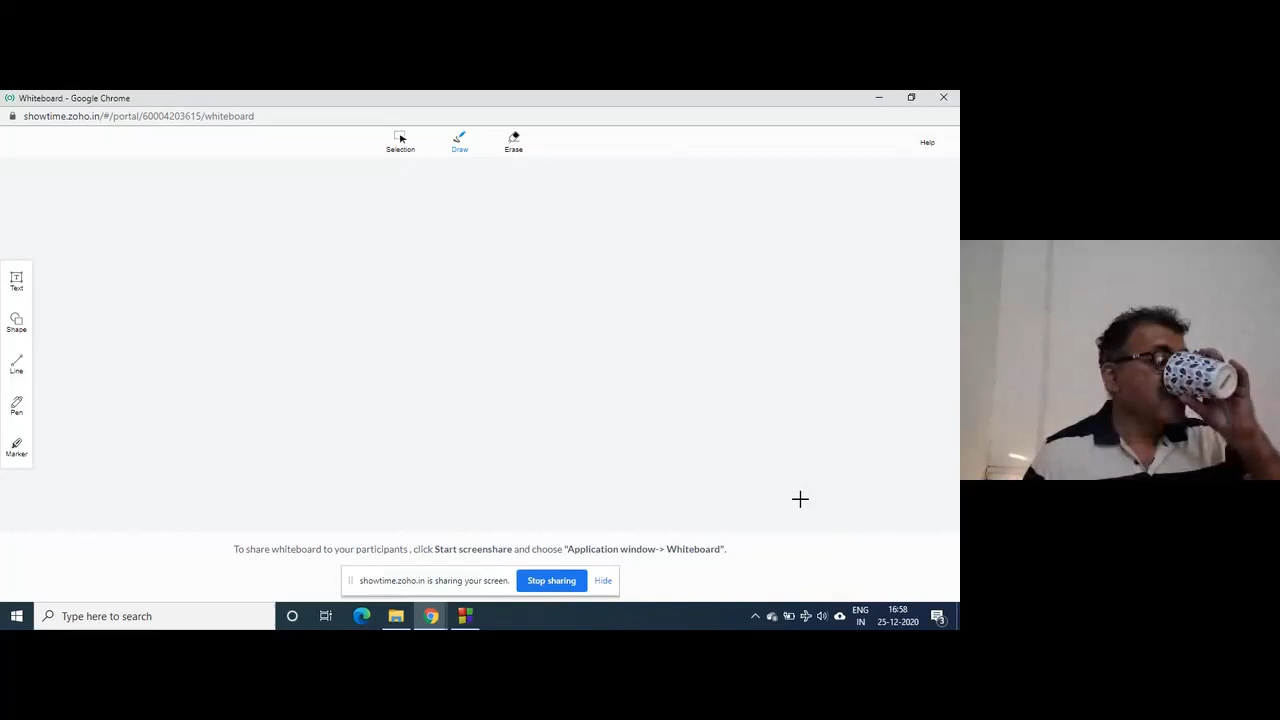 Whiteboard - Google Chrome
showtime.zoho.in/#/portal/60004203615/whiteboard
Selection
Draw
Erase
Help
Text
Shape
Line
Pen
Marker
To share whiteboard to your participants , click Start screenshare and choose "Application window-> Whiteboard".
showtime.zoho.in is sharing your screen.
Stop sharing
Hide
Type here to search
ENG
IN
16:58
25-12-2020
3